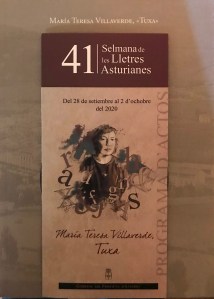 MARÍA TERESA VILLAVERDE, «TUXA»
41
Selmana de
les Lletres
Asturianes
Del 28 de setiembre al 2 d'ochobre
del 2020
PROGRAMA D'ACTOS
María Teresa Villaverde,
Tuxa